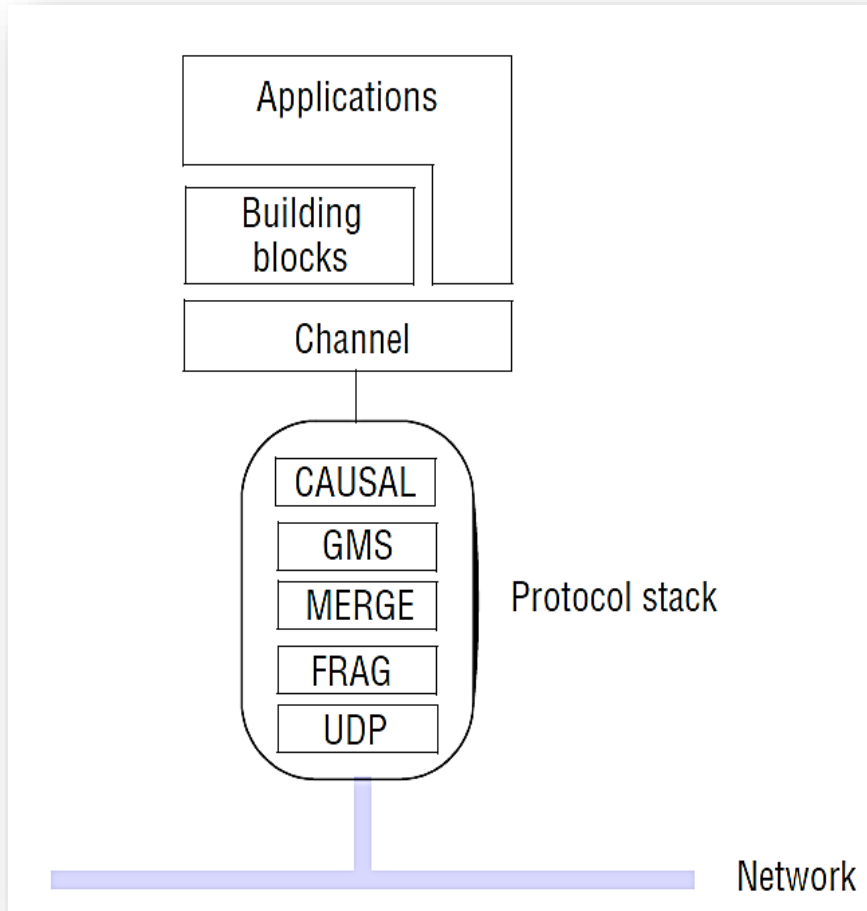 Applications
Building
blocks
Channel
CAUSAL
GMS
MERGE
Protocol stack
FRAG
UDP
Network